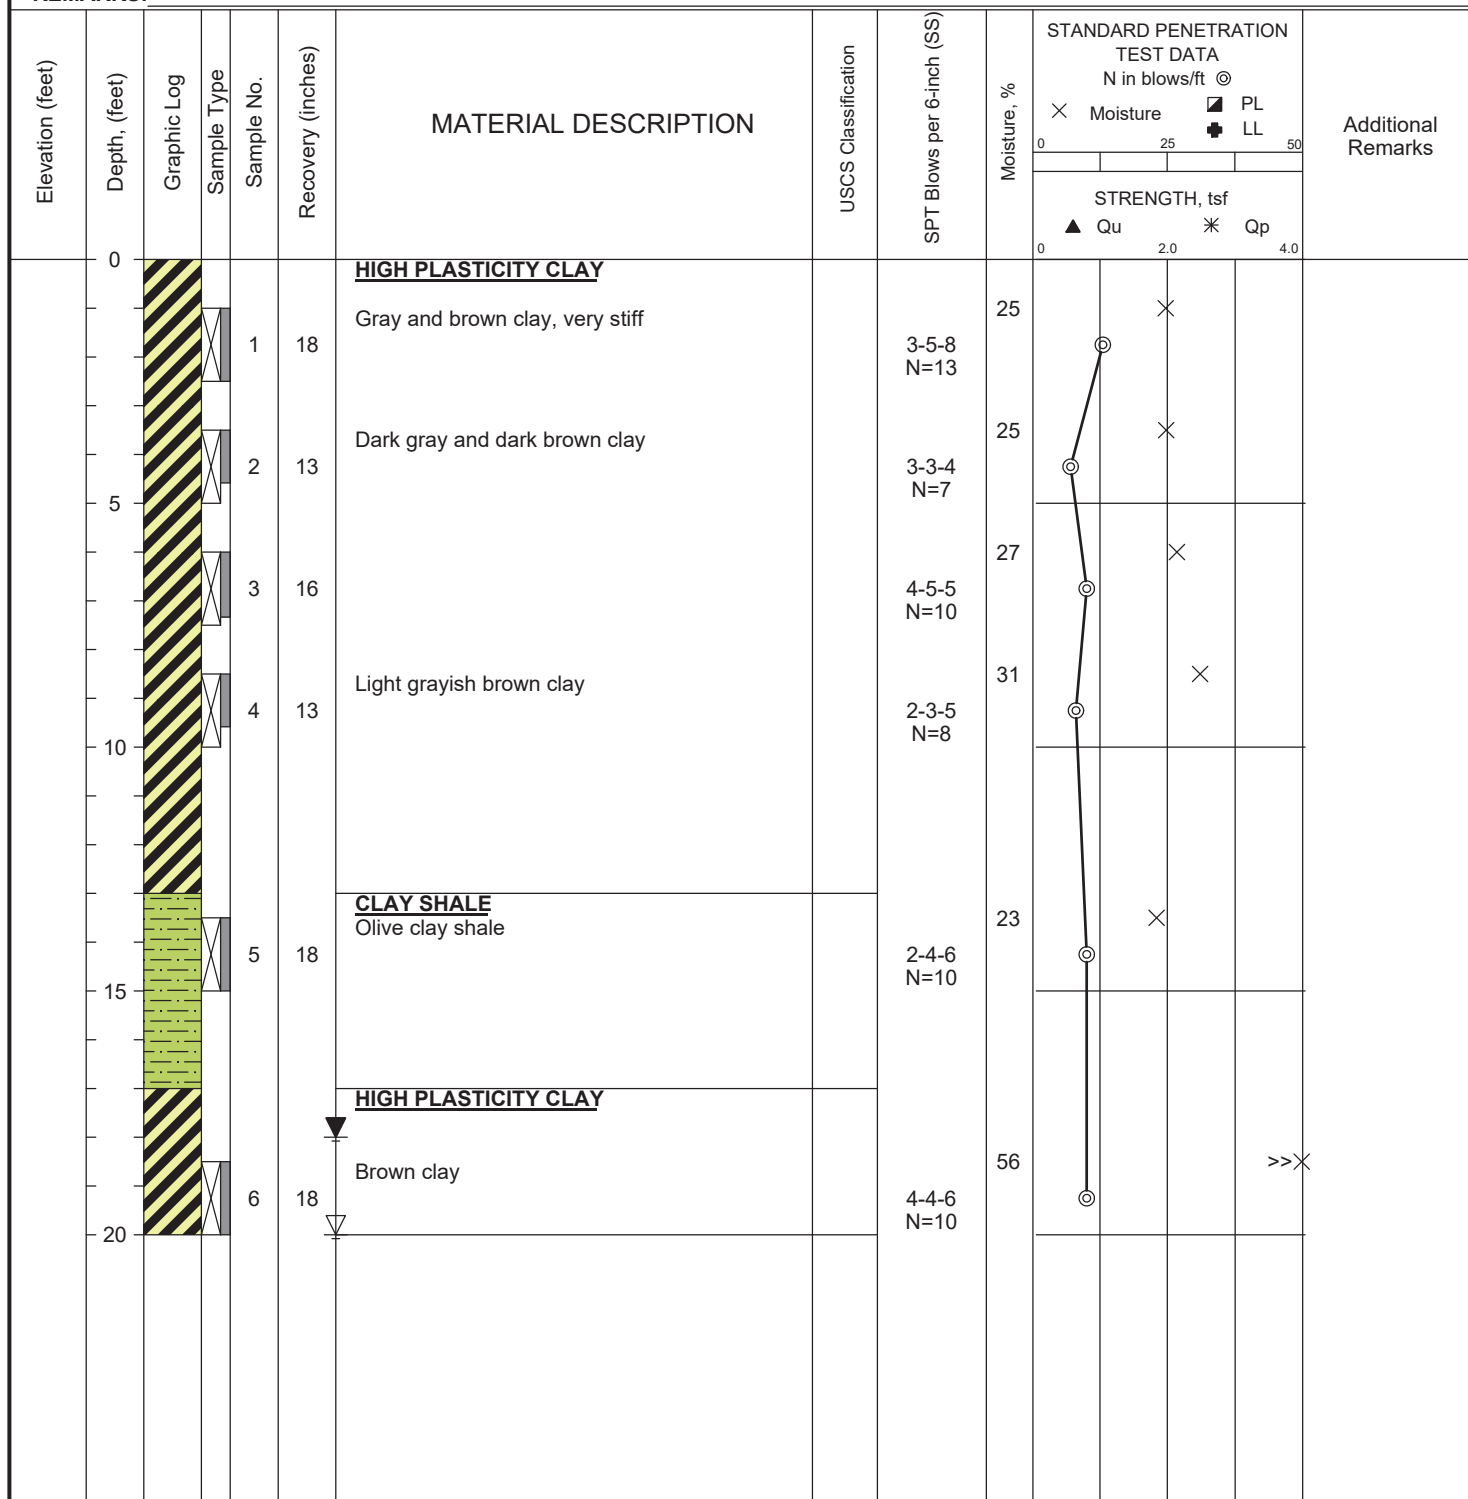 Elevation (feet)
Depth, (feet)
Graphic Log
Sample Type
Sample No.
Recovery (inches)
MATERIAL DESCRIPTION
USCS Classification
SPT Blows per 6-inch (SS)
Moisture, %
STANDARD PENETRATION
TEST DATA
N in blows/ft
Moisture
PL
LL
0 25 50
STRENGTH, tsf
Qu Qp
0 2.0 4.0
Additional
Remarks
0
HIGH PLASTICITY CLAY
25
Gray and brown clay, very stiff
1 18 3-5-8
N=13
25
Dark gray and dark brown clay
2 13 3-3-4
N=7
5
27
3 16 4-5-5
N=10
31
Light grayish brown clay
4 13 2-3-5
N=8
10
CLAY SHALE
23
Olive clay shale
5 18 2-4-6
N=10
15
HIGH PLASTICITY CLAY
56 >>
Brown clay
6 18 4-4-6
N=10
20